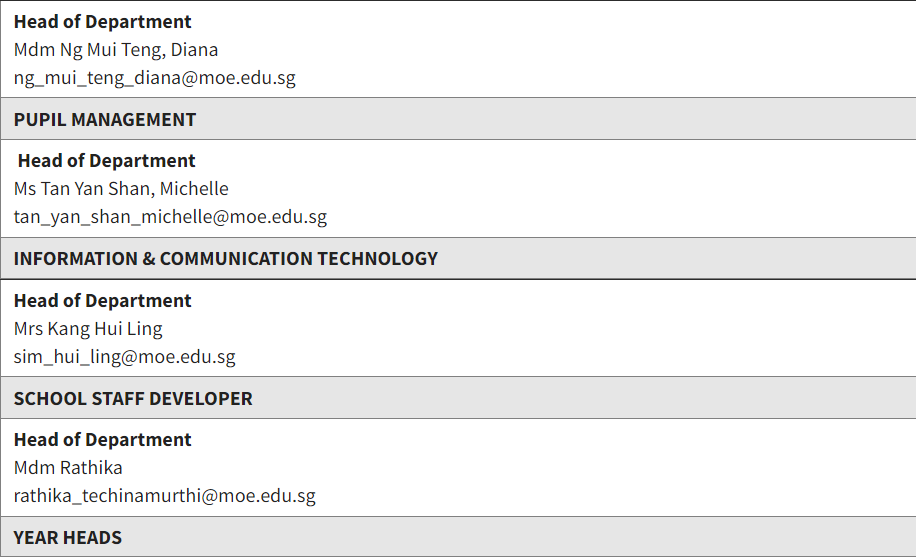 Head of Department
Mdm Ng Mui Teng, Diana
ng_mui_teng_diana@moe.edu.sg
PUPIL MANAGEMENT
Head of Department
Ms Tan Yan Shan, Michelle
tan_yan_shan_michelle@moe.edu.sg
INFORMATION & COMMUNICATION TECHNOLOGY
Head of Department
Mrs Kang Hui Ling
sim_hui_ling@moe.edu.sg
SCHOOL STAFF DEVELOPER
Head of Department
Mdm Rathika
rathika_techinamurthi@moe.edu.sg
YEAR HEADS